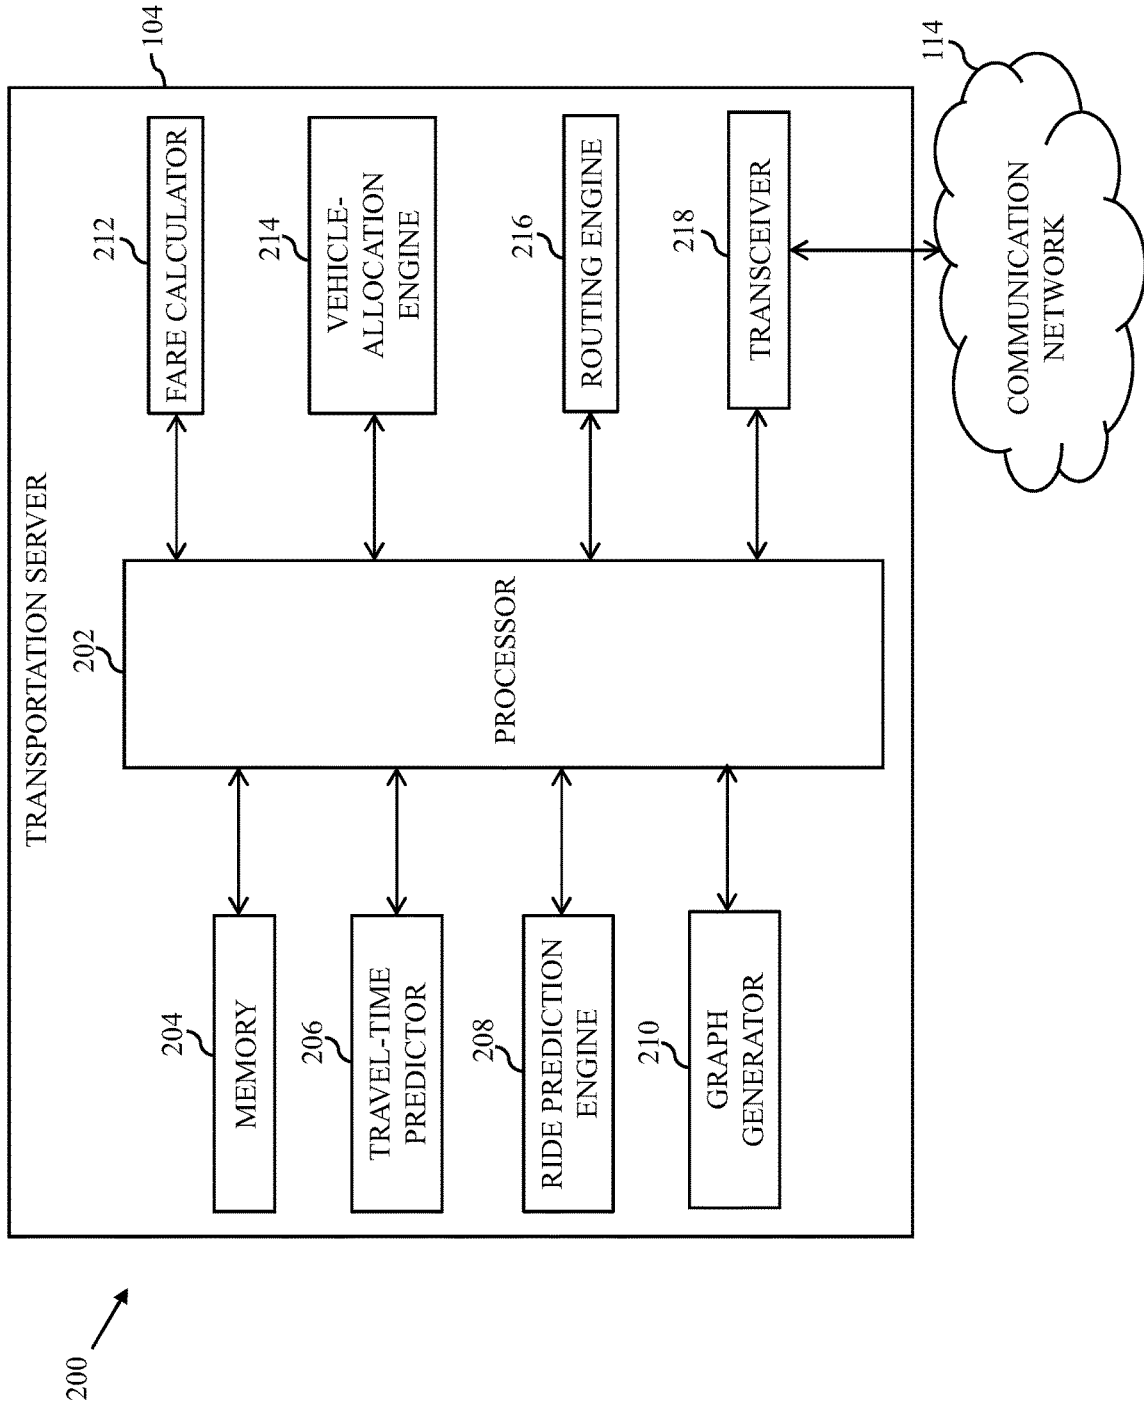 200
TRANSPORTATION SERVER
104
202
PROCESSOR
204
MEMORY
206
TRAVEL-TIME
PREDICTOR
208
RIDE PREDICTION
ENGINE
210
GRAPH
GENERATOR
212
FARE CALCULATOR
214
VEHICLE-
ALLOCATION
ENGINE
216
ROUTING ENGINE
218
TRANSCEIVER
114
COMMUNICATION
NETWORK